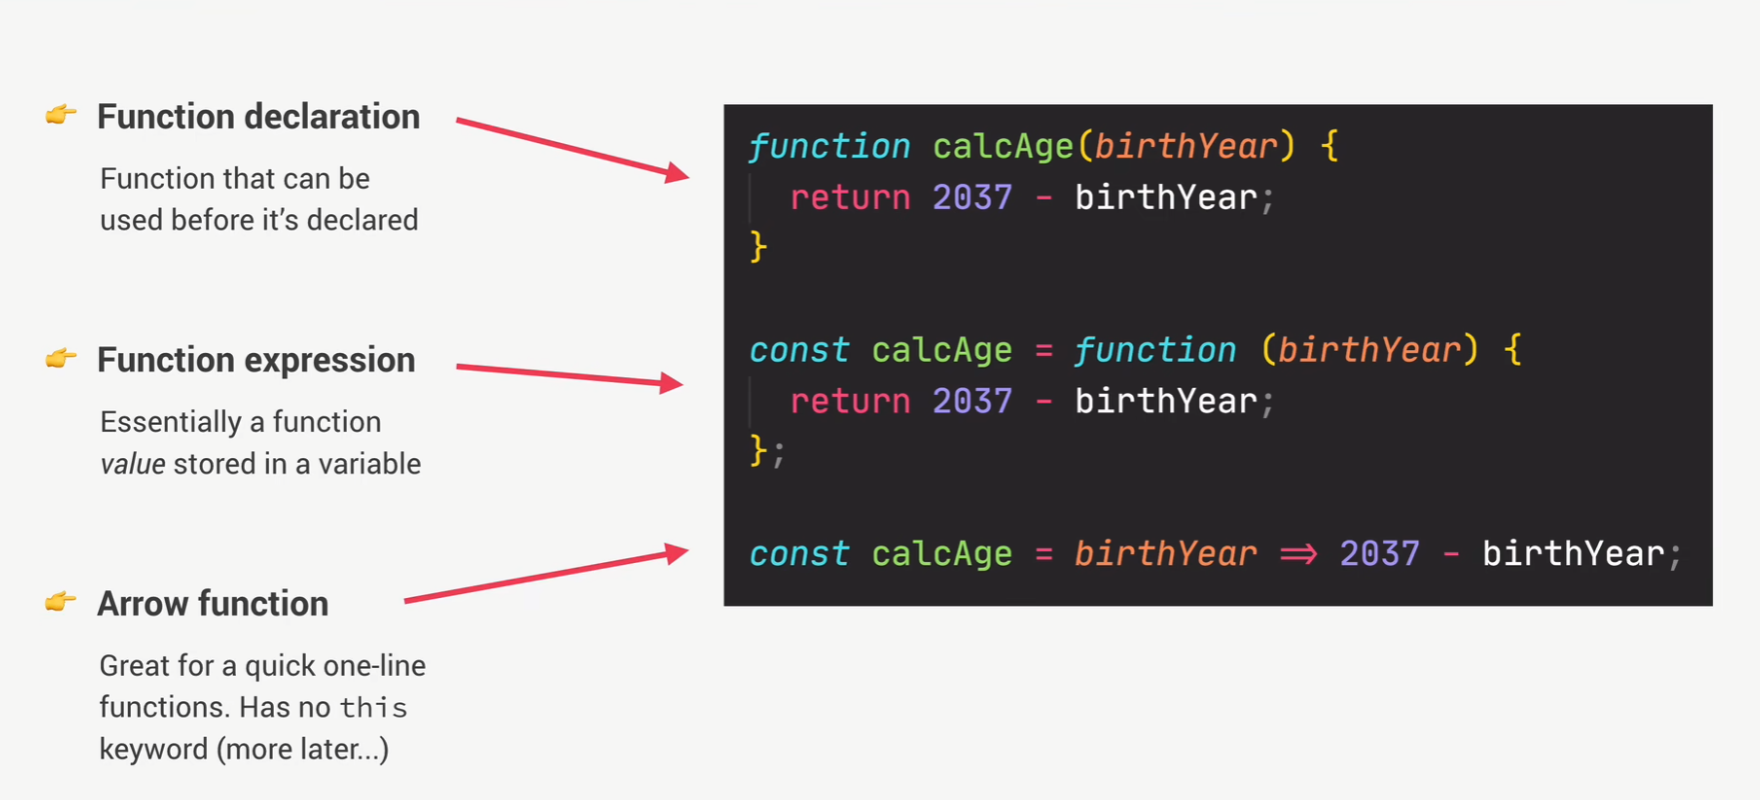 👉 Function declaration
Function that can be
used before it’s declared
👉 Function expression
Essentially a function
value stored in a variable
👉 Arrow function
Great for a quick one-line
functions. Has no this
keyword (more later...)
function calcAge(birthYear) {
  return 2037 - birthYear;
}
const calcAge = function (birthYear) {
  return 2037 - birthYear;
};
const calcAge = birthYear => 2037 - birthYear;